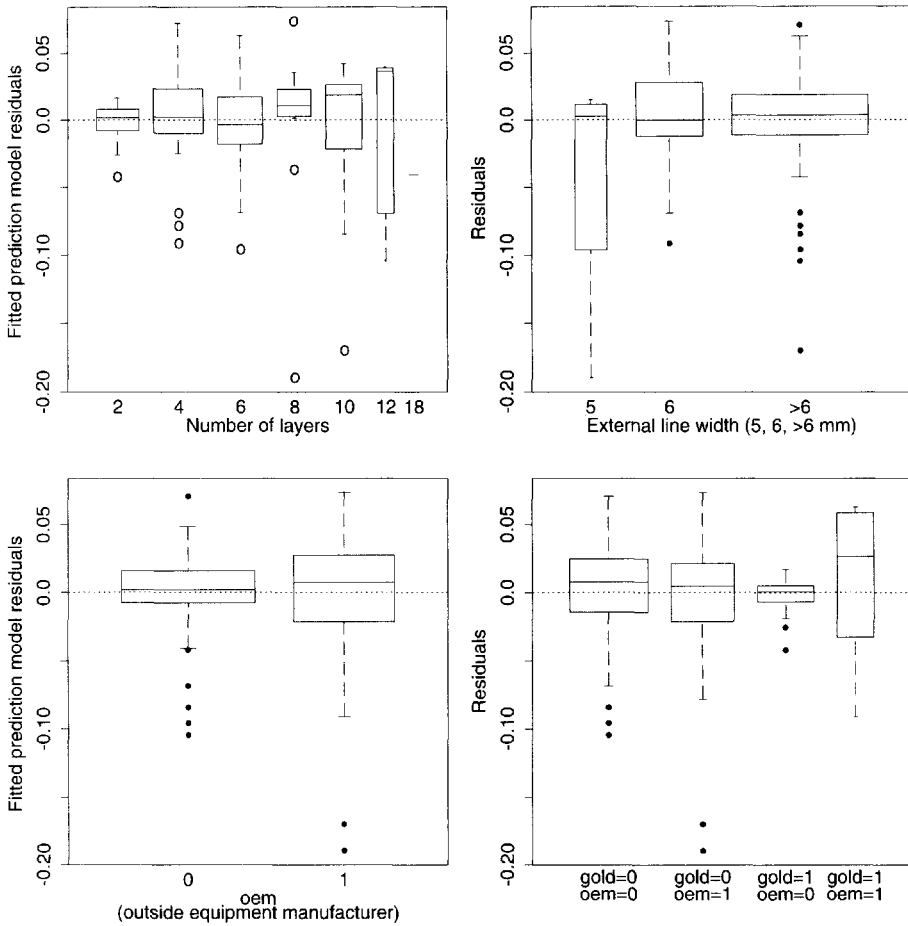 Fitted prediction model residuals
0.05
0.0
-0.10
-0.20
2 4 6 8 10 12 18
Number of layers
Residuals
0.05
0.0
-0.10
-0.20
5 6 >6
External line width (5, 6, >6 mm)
Fitted prediction model residuals
0.05
0.0
-0.10
-0.20
0 1
oem
(outside equipment manufacturer)
Residuals
0.05
0.0
-0.10
-0.20
gold=0 gold=0 gold=1 gold=1
oem=0 oem=1 oem=0 oem=1